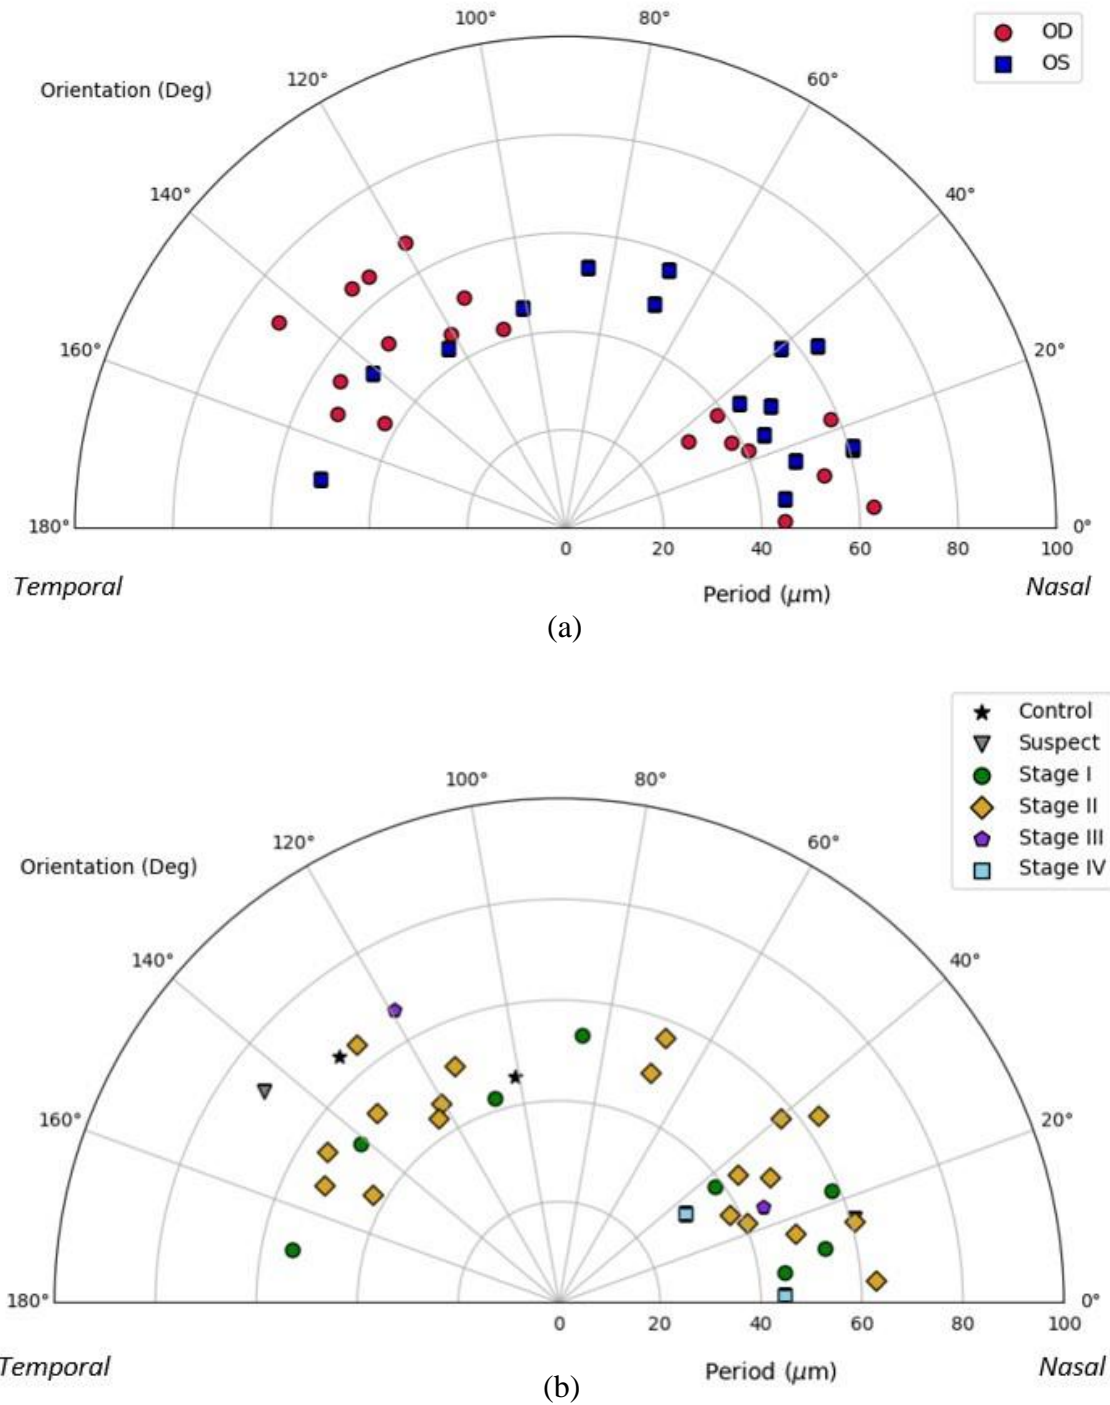 100°
80°
OD
OS
Orientation (Deg)
120°
60°
140°
40°
160°
20°
180°
0°
0 20 40 60 80 100
Temporal
Period (μm)
Nasal
(a)
Control
Suspect
Stage I
Stage II
Stage III
Stage IV
100°
80°
120°
60°
Orientation (Deg)
140°
40°
160°
20°
180°
0°
0 20 40 60 80 100
Temporal
Period (μm)
Nasal
(b)